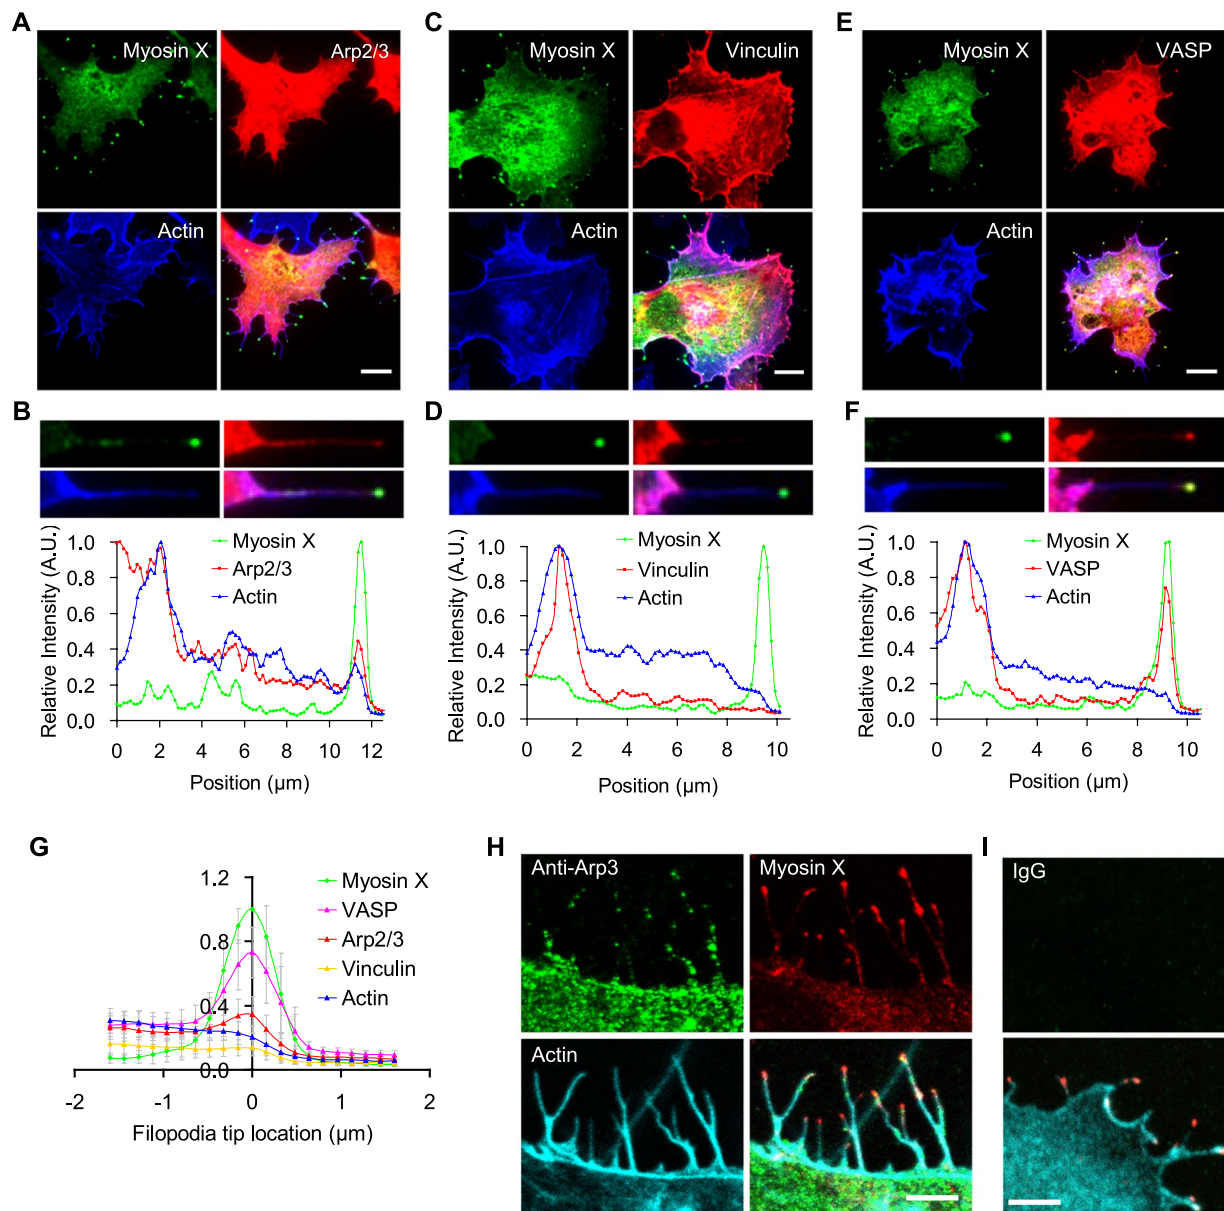 A
Myosin X
Arp2/3
Actin
C
Myosin X
Vinculin
Actin
E
Myosin X
VASP
Actin
B
Relative Intensity (A.U.)
1.0
0.8
0.6
0.4
0.2
0.0
Myosin X
Arp2/3
Actin
0 2 4 6 8 10 12
Position (µm)
D
Relative Intensity (A.U.)
1.0
0.8
0.6
0.4
0.2
0.0
Myosin X
Vinculin
Actin
0 2 4 6 8 10
Position (µm)
F
Relative Intensity (A.U.)
1.0
0.8
0.6
0.4
0.2
0.0
Myosin X
VASP
Actin
0 2 4 6 8 10
Position (µm)
G
1.2
0.8
0.4
0.0
Myosin X
VASP
Arp2/3
Vinculin
Actin
-2 -1 0 1 2
Filopodia tip location (µm)
H
Anti-Arp3
Myosin X
Actin
I
IgG